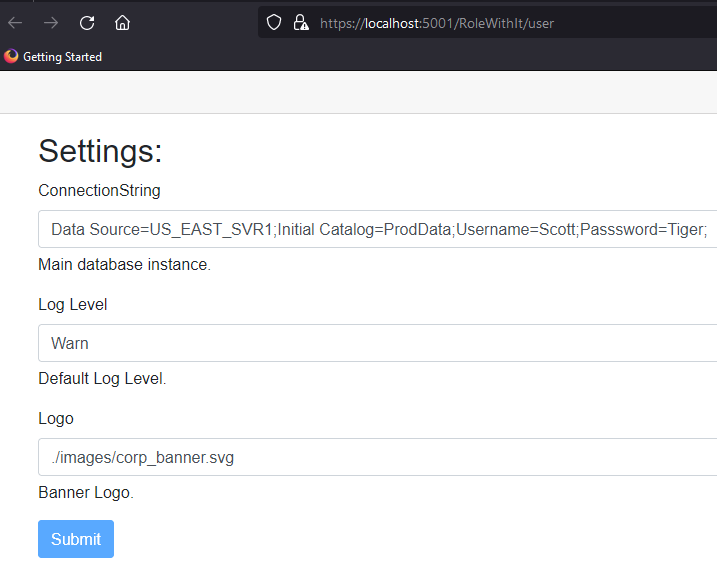 https://localhost:5001/RoleWithIt/user
Getting Started
Settings:
ConnectionString
Data Source=US_EAST_SVR1;Initial Catalog=ProdData;Username=Scott;Passsword=Tiger;
Main database instance.
Log Level
Warn
Default Log Level.
Logo
./images/corp_banner.svg
Banner Logo.
Submit